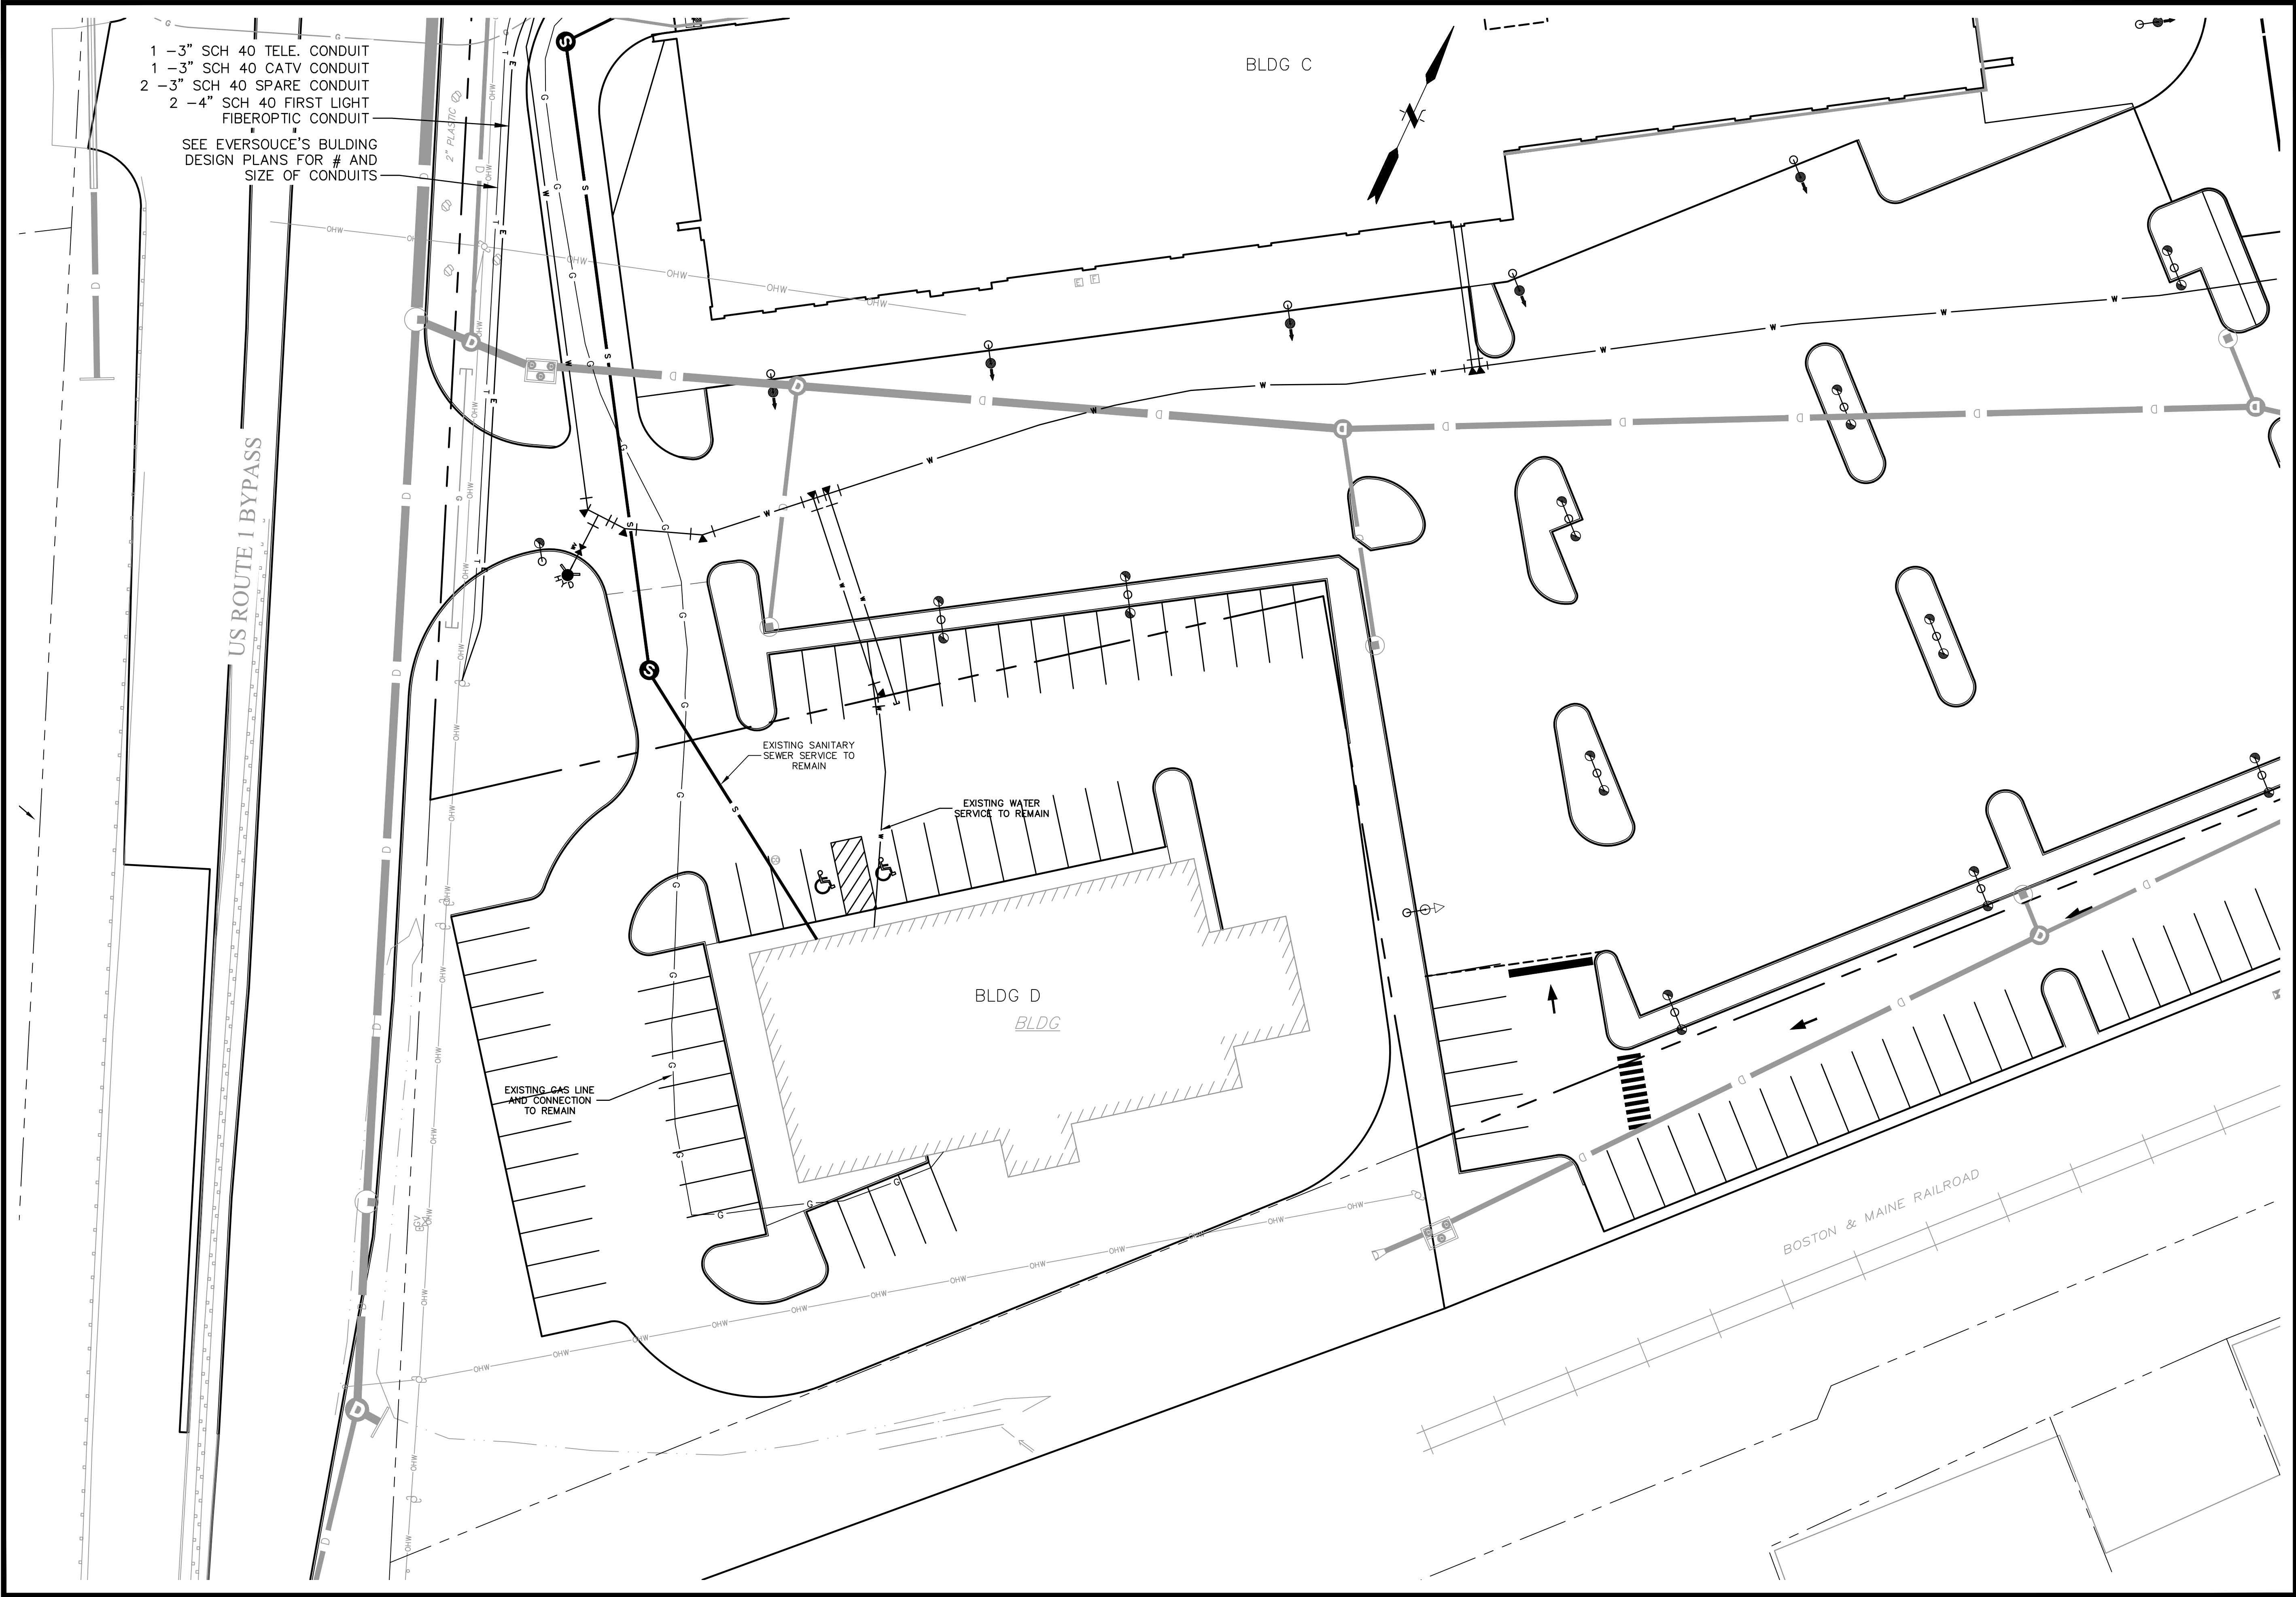 1 -3" SCH 40 TELE. CONDUIT
1 -3" SCH 40 CATV CONDUIT
2 -3" SCH 40 SPARE CONDUIT
2 -4" SCH 40 FIRST LIGHT
FIBEROPTIC CONDUIT
SEE EVERSOUCE'S BULDING
DESIGN PLANS FOR # AND
SIZE OF CONDUITS
2" PLASTIC
BLDG C
E F
US ROUTE 1 BYPASS
HYD
EXISTING SANITARY
SEWER SERVICE TO
REMAIN
EXISTING WATER
SERVICE TO REMAIN
BLDG D
BLDG
EXISTING GAS LINE
AND CONNECTION
TO REMAIN
BOSTON & MAINE RAILROAD